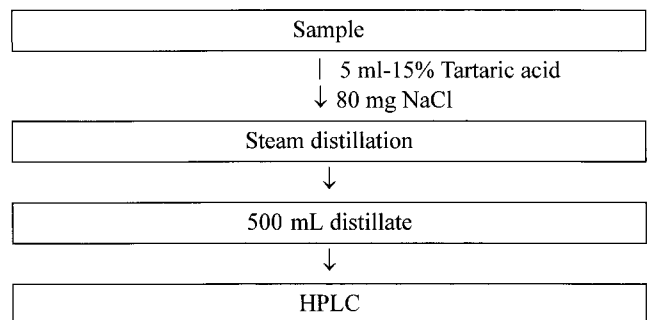 Sample
5 ml-15% Tartaric acid
80 mg NaCl
Steam distillation
500 mL distillate
HPLC